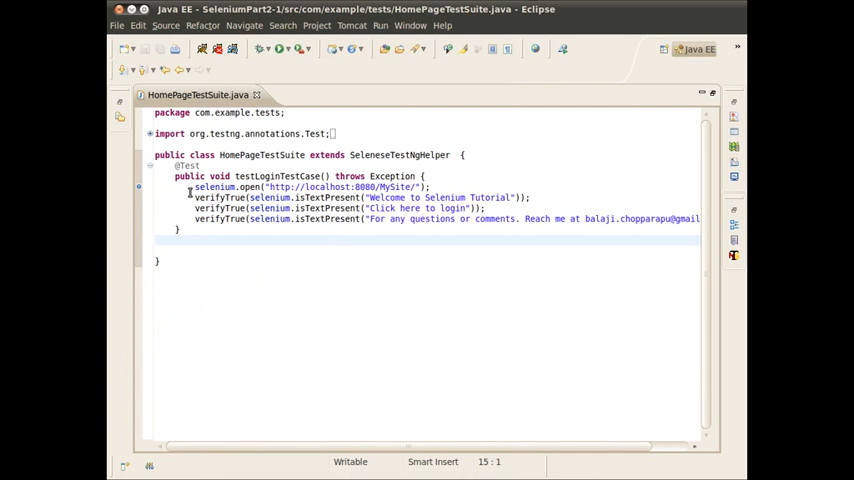 Java EE - SeleniumPart2-1/src/com/example/tests/HomePageTestSuite.java - Eclipse
File Edit Source Refactor Navigate Search Project Tomcat Run Window Help
Java EE
»
HomePageTestSuite.java
package com.example.tests;
import org.testng.annotations.Test;
public class HomePageTestSuite extends SeleneseTestNgHelper {
@Test
public void testLoginTestCase() throws Exception {
selenium.open("http://localhost:8080/MySite/");
verifyTrue(selenium.isTextPresent("Welcome to Selenium Tutorial"));
verifyTrue(selenium.isTextPresent("Click here to login"));
verifyTrue(selenium.isTextPresent("For any questions or comments. Reach me at balaji.chopparapu@gmail
}
}
Writable Smart Insert 15 : 1